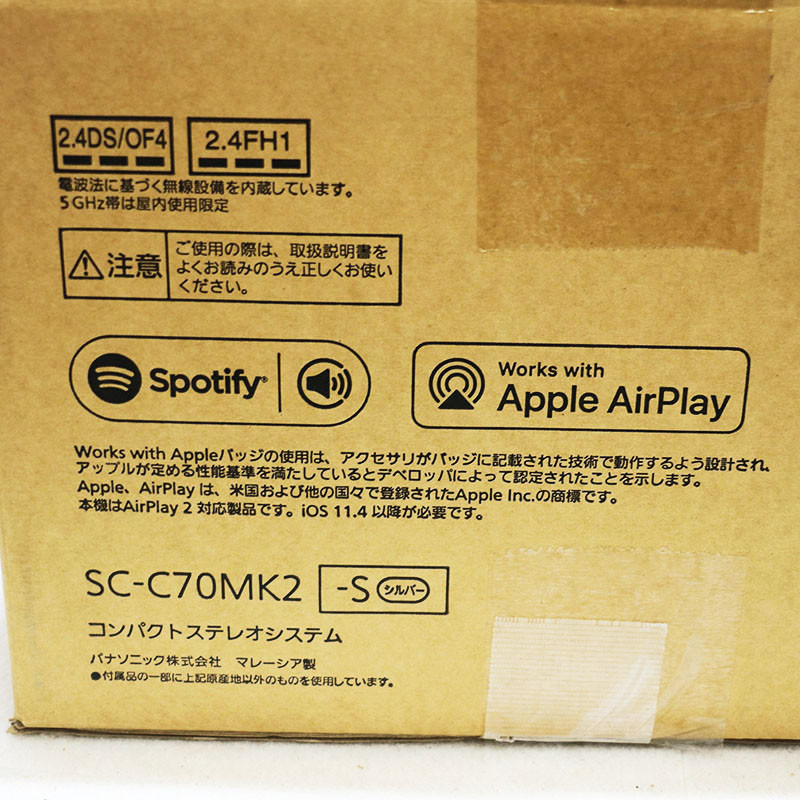 2.4DS/OF4 2.4FH1
電波法に基づく無線設備を内蔵しています。
5GHz帯は屋内使用限定
注意
ご使用の際は、取扱説明書を
よくお読みのうえ正しくお使い
ください。
Spotify®
Works with
Apple AirPlay
Works with Appleバッジの使用は、アクセサリがバッジに記載された技術で動作するよう設計され、
アップルが定める性能基準を満たしているとデベロッパによって認定されたことを示します。
Apple、AirPlay は、米国および他の国々で登録されたApple Inc.の商標です。
本機はAirPlay 2 対応製品です。iOS 11.4 以降が必要です。
SC-C70MK2 -S シルバー
コンパクトステレオシステム
パナソニック株式会社 マレーシア製
●付属品の一部に上記原産地以外のものを使用しています。